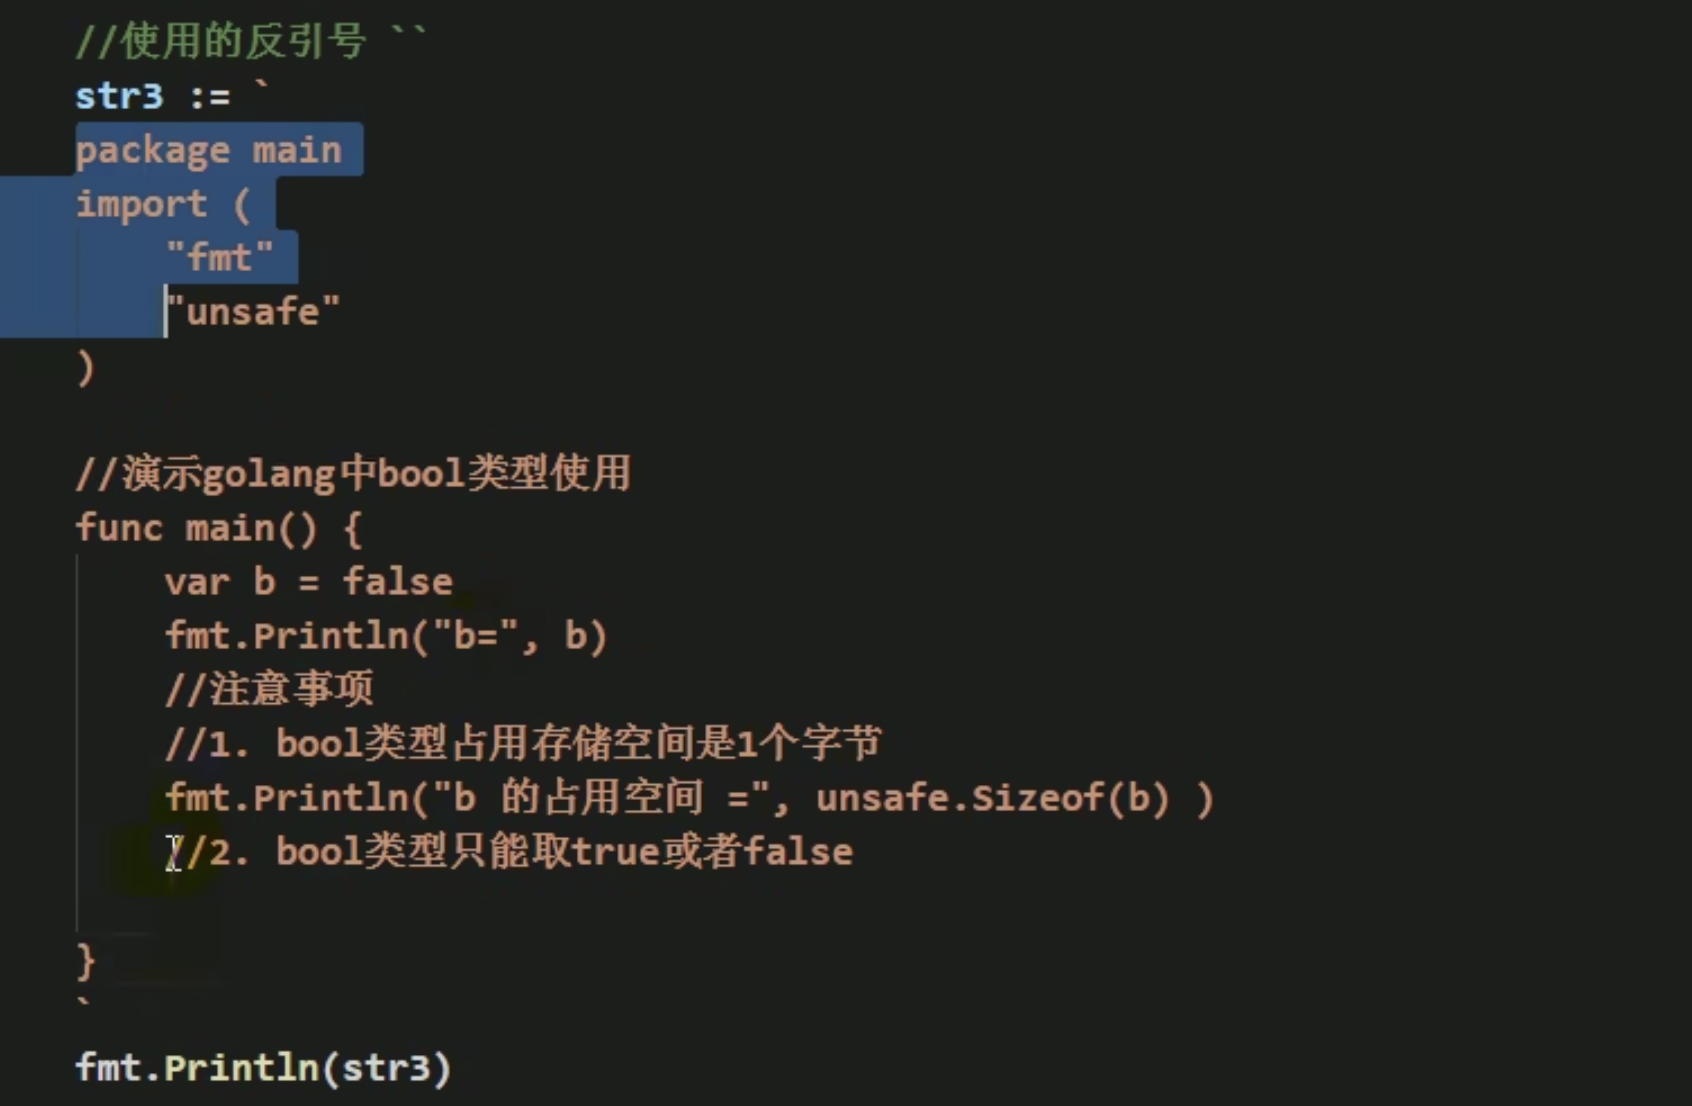 //使用的反引号 ``
str3 := `
package main
import (
    "fmt"
    "unsafe"
)

//演示golang中bool类型使用
func main() {
    var b = false
    fmt.Println("b=", b)
    //注意事项
    //1. bool类型占用存储空间是1个字节
    fmt.Println("b 的占用空间 =", unsafe.Sizeof(b) )
    //2. bool类型只能取true或者false

}
`
fmt.Println(str3)